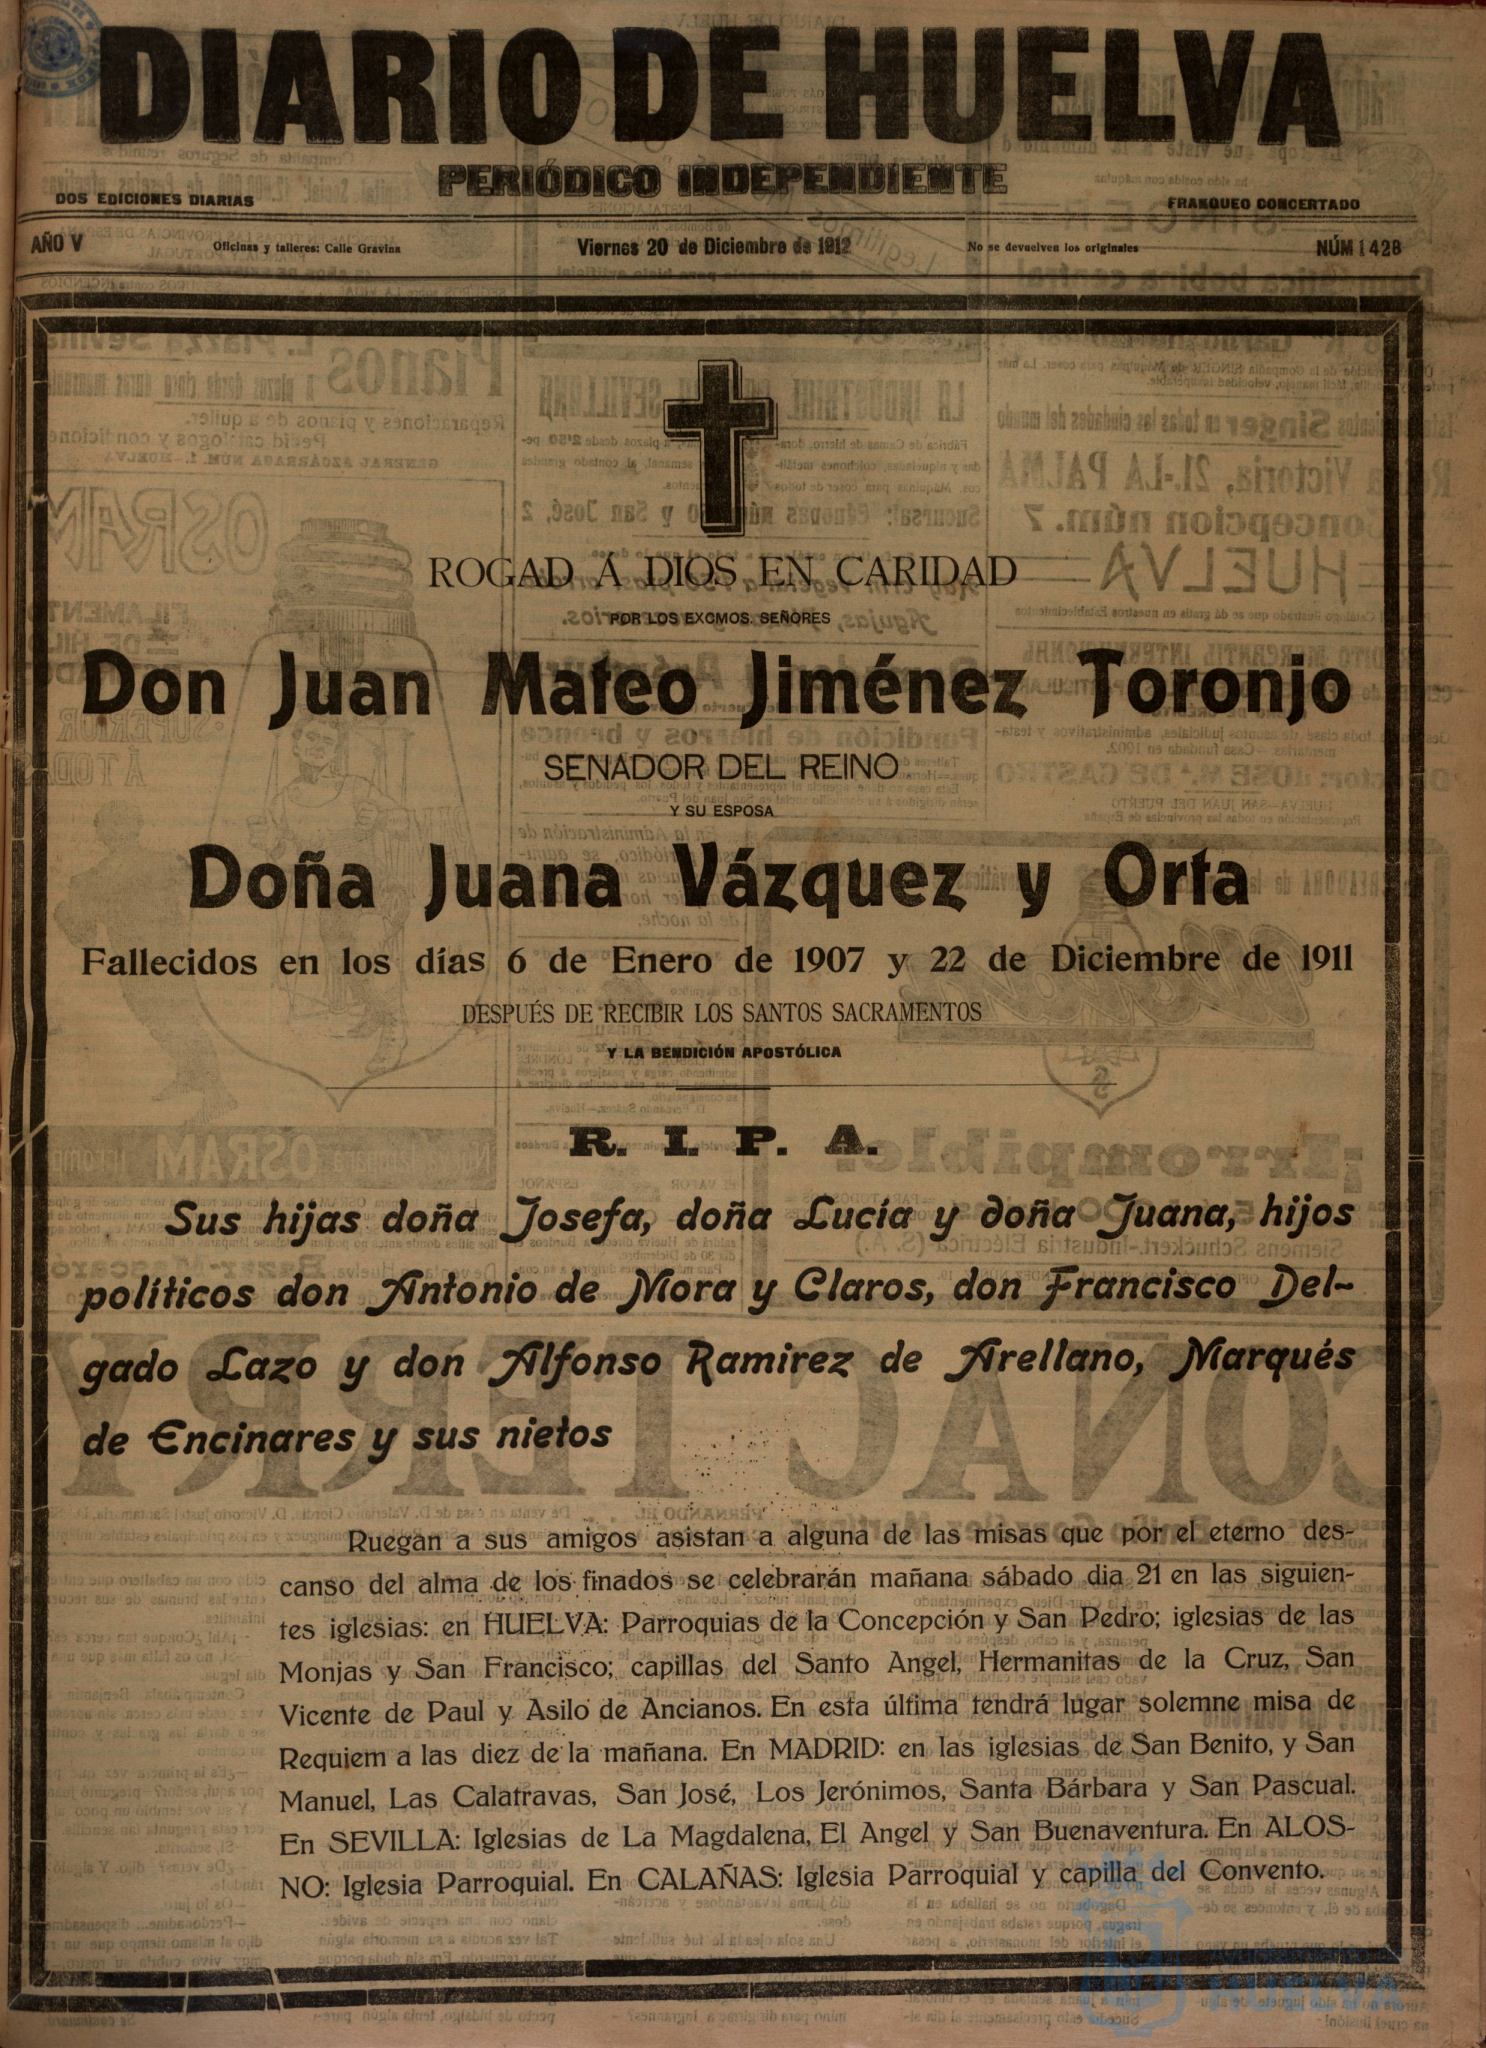 DIARIO DE HUELVA
PERIÓDICO INDEPENDIENTE
DOS EDICIONES DIARIAS
FRANQUEO CONCERTADO
AÑO V
Oficinas y talleres: Calle Gravina
Viernes 20 de Diciembre de 1912
No se devuelven los originales
NÚM 1428
ROGAD Á DIOS EN CARIDAD
POR LOS EXCMOS. SEÑORES
Don Juan Mateo Jiménez Toronjo
SENADOR DEL REINO
Y SU ESPOSA
Doña Juana Vázquez y Orta
Fallecidos en los días 6 de Enero de 1907 y 22 de Diciembre de 1911
DESPUÉS DE RECIBIR LOS SANTOS SACRAMENTOS
Y LA BENDICIÓN APOSTÓLICA
R. I. P. A.
Sus hijas doña Josefa, doña Lucía y doña Juana, hijos
políticos don Antonio de Mora y Claros, don Francisco Del-
gado Lazo y don Alfonso Ramirez de Arellano, Marqués
de Encinares y sus nietos
Ruegan a sus amigos asistan a alguna de las misas que por el eterno des-
canso del alma de los finados se celebrarán mañana sábado dia 21 en las siguien-
tes iglesias: en HUELVA: Parroquias de la Concepción y San Pedro; iglesias de las
Monjas y San Francisco; capillas del Santo Angel, Hermanitas de la Cruz, San
Vicente de Paul y Asilo de Ancianos. En esta última tendrá lugar solemne misa de
Requiem a las diez de la mañana. En MADRID: en las iglesias de San Benito, y San
Manuel, Las Calatravas, San José, Los Jerónimos, Santa Bárbara y San Pascual.
En SEVILLA: Iglesias de La Magdalena, El Angel y San Buenaventura. En ALOS-
NO: Iglesia Parroquial. En CALAÑAS: Iglesia Parroquial y capilla del Convento.